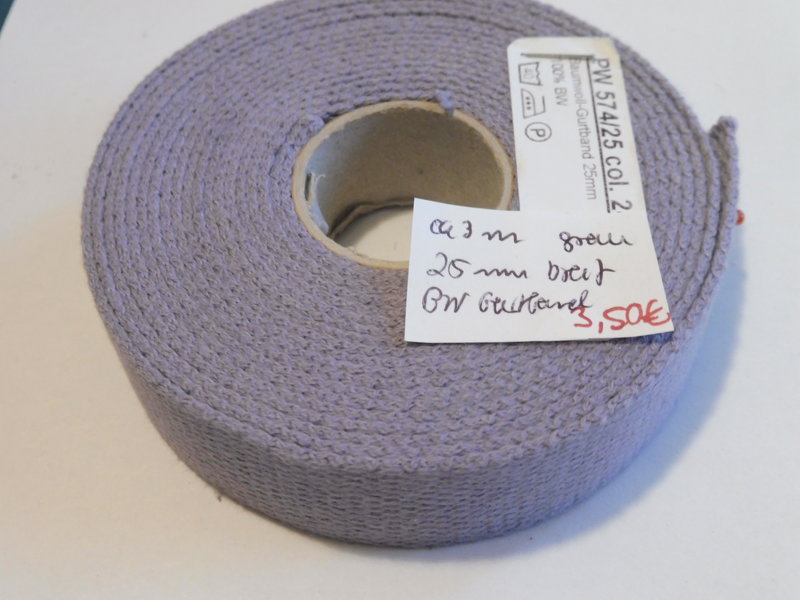 PW 574/25 col. 2
Baumwoll-Gurtband 25mm
100% BW
40
P
ca 3 m grau
25 mm breit
BW Gurtband
3,50€